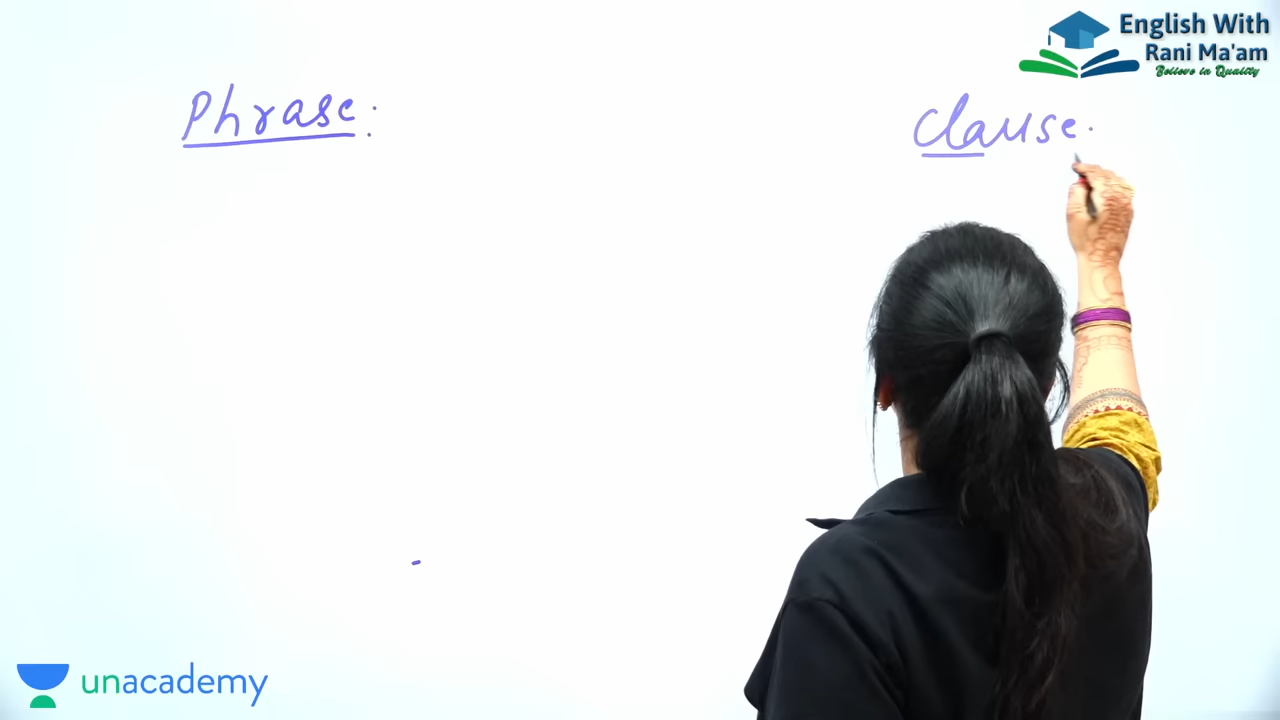 English With
Rani Ma'am
Believe in Quality
Phrase:
Clause.
unacademy